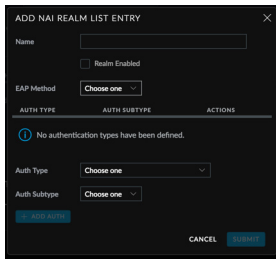 ADD NAI REALM LIST ENTRY
Name
Realm Enabled
EAP Method Choose one
AUTH TYPE AUTH SUBTYPE ACTIONS
No authentication types have been defined.
Auth Type Choose one
Auth Subtype Choose one
+ ADD AUTH
CANCEL SUBMIT